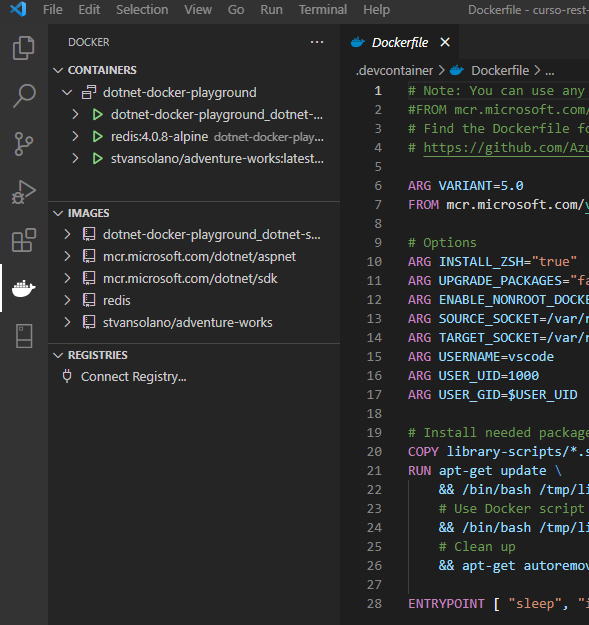 File Edit Selection View Go Run Terminal Help Dockerfile - curso-rest-
DOCKER ...
CONTAINERS
dotnet-docker-playground
dotnet-docker-playground_dotnet-...
redis:4.0.8-alpine dotnet-docker-play...
stvansolano/adventure-works:latest...
IMAGES
dotnet-docker-playground_dotnet-s...
mcr.microsoft.com/dotnet/aspnet
mcr.microsoft.com/dotnet/sdk
redis
stvansolano/adventure-works
REGISTRIES
Connect Registry...
Dockerfile
.devcontainer > Dockerfile > ...
1 # Note: You can use any
2 #FROM mcr.microsoft.com/
3 # Find the Dockerfile fo
4 # https://github.com/Azu
5
6 ARG VARIANT=5.0
7 FROM mcr.microsoft.com/v
8
9 # Options
10 ARG INSTALL_ZSH="true"
11 ARG UPGRADE_PACKAGES="fa
12 ARG ENABLE_NONROOT_DOCKE
13 ARG SOURCE_SOCKET=/var/r
14 ARG TARGET_SOCKET=/var/r
15 ARG USERNAME=vscode
16 ARG USER_UID=1000
17 ARG USER_GID=$USER_UID
18
19 # Install needed package
20 COPY library-scripts/*.s
21 RUN apt-get update \
22 && /bin/bash /tmp/li
23 # Use Docker script
24 && /bin/bash /tmp/li
25 # Clean up
26 && apt-get autoremov
27
28 ENTRYPOINT [ "sleep", "i